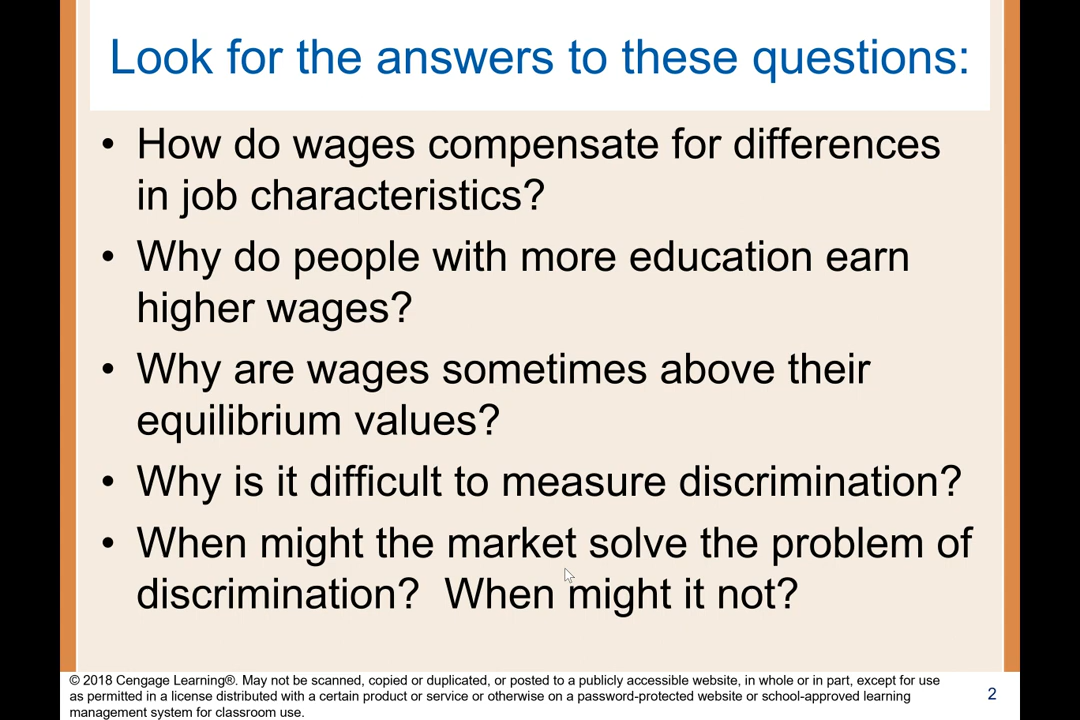 Look for the answers to these questions:
• How do wages compensate for differences
in job characteristics?
• Why do people with more education earn
higher wages?
• Why are wages sometimes above their
equilibrium values?
• Why is it difficult to measure discrimination?
• When might the market solve the problem of
discrimination?  When might it not?
© 2018 Cengage Learning®. May not be scanned, copied or duplicated, or posted to a publicly accessible website, in whole or in part, except for use
as permitted in a license distributed with a certain product or service or otherwise on a password-protected website or school-approved learning
management system for classroom use.
2